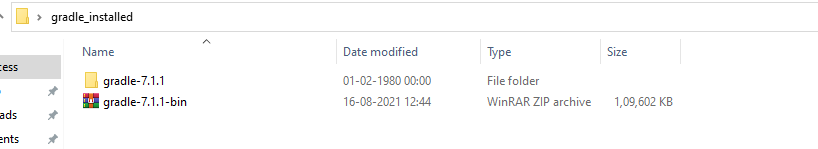 gradle_installed
Name Date modified Type Size
cess
gradle-7.1.1 01-02-1980 00:00 File folder
gradle-7.1.1-bin 16-08-2021 12:44 WinRAR ZIP archive 1,09,602 KB
ads
ents